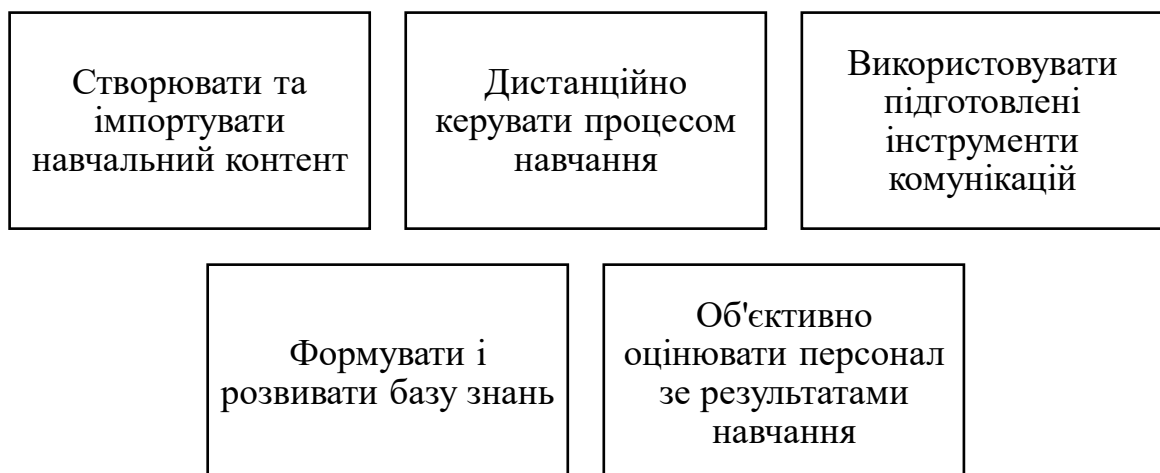 Створювати та
імпортувати
навчальний контент
Дистанційно
керувати процесом
навчання
Використовувати
підготовлені
інструменти
комунікацій
Формувати і
розвивати базу знань
Об'єктивно
оцінювати персонал
зе результатами
навчання